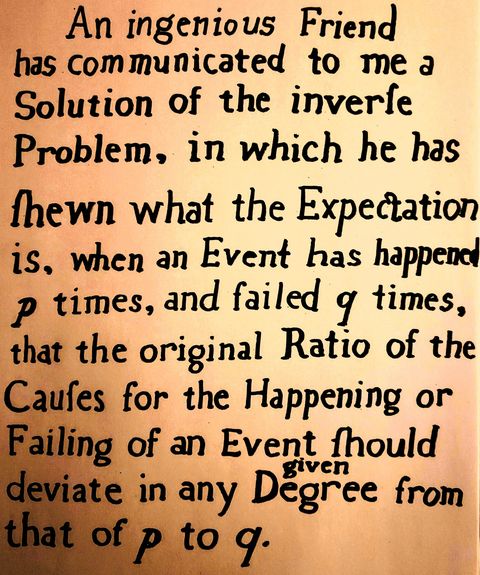 An ingenious Friend
has communicated to me a
Solution of the inverſe
Problem, in which he has
ſhewn what the Expectation
is, when an Event has happened
p times, and failed q times,
that the original Ratio of the
Cauſes for the Happening or
Failing of an Event ſhould
given
deviate in any Degree from
that of p to q.